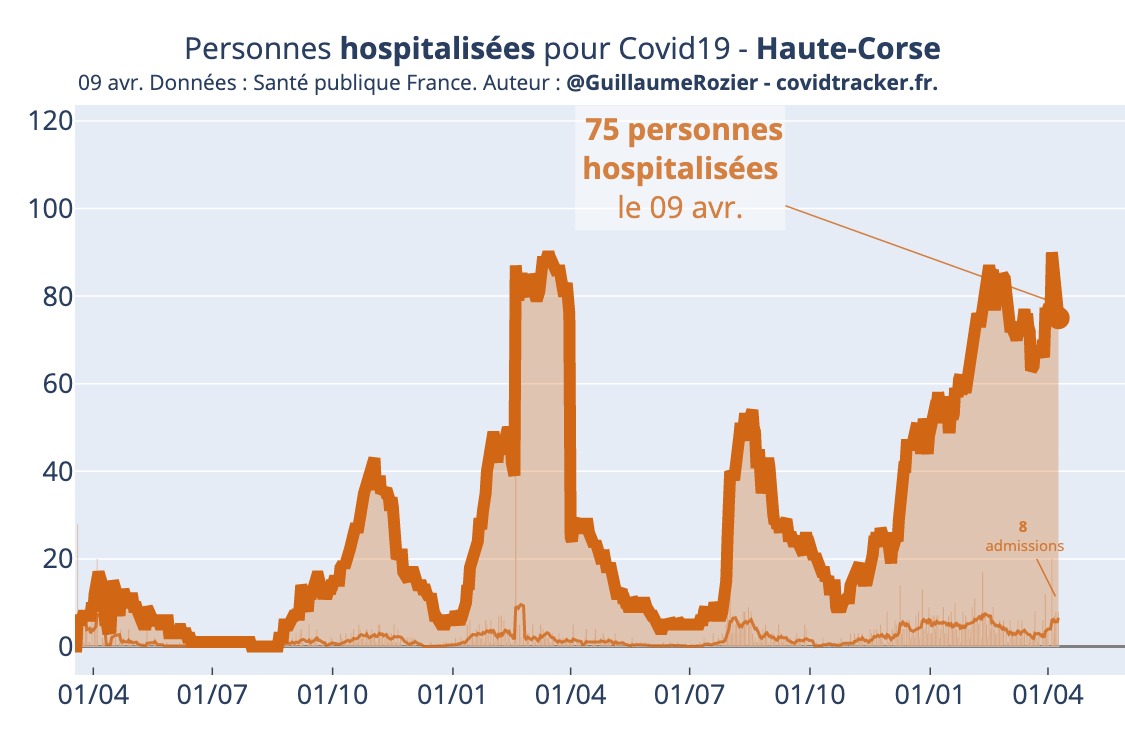 Personnes hospitalisées pour Covid19 - Haute-Corse
09 avr. Données : Santé publique France. Auteur : @GuillaumeRozier - covidtracker.fr.
120
75 personnes
hospitalisées
le 09 avr.
100
80
60
40
8
admissions
20
0
01/04 01/07 01/10 01/01 01/04 01/07 01/10 01/01 01/04